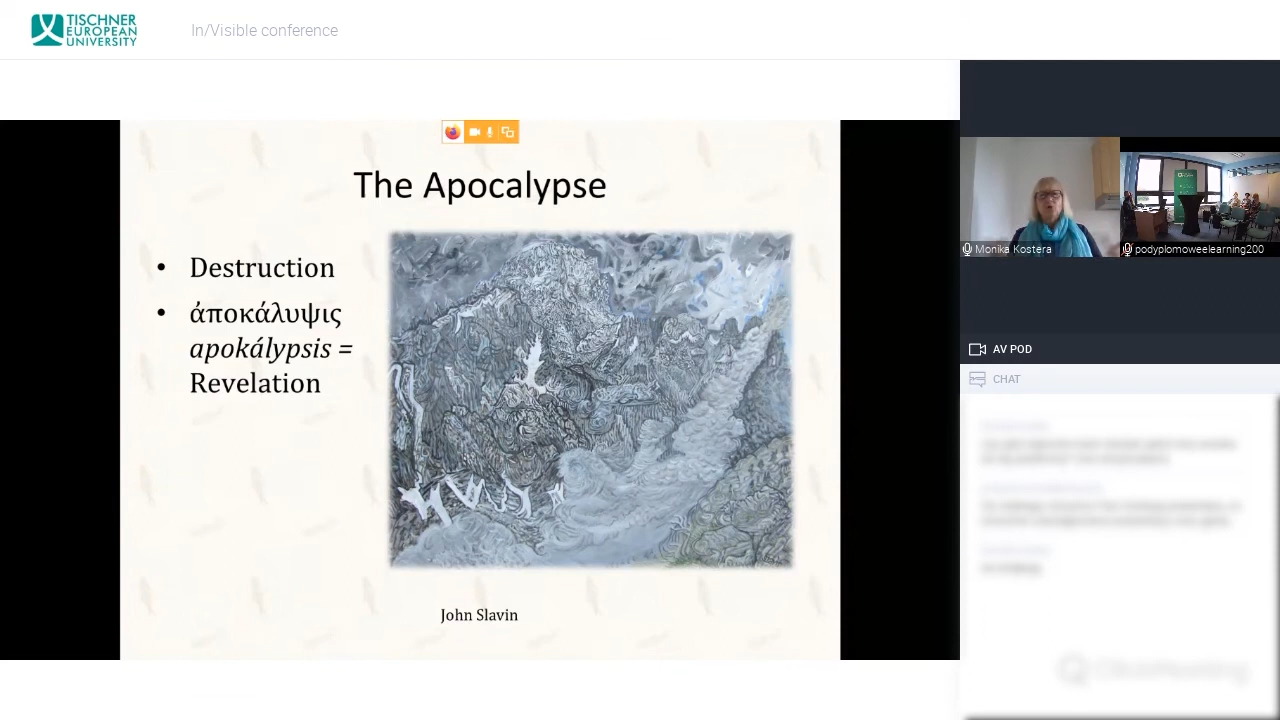 TISCHNER
EUROPEAN
UNIVERSITY
In/Visible conference
The Apocalypse
• Destruction
• ἀποκάλυψις
apokálypsis =
Revelation
John Slavin
Monika Kostera
podyplomoweelearning200
AV POD
CHAT